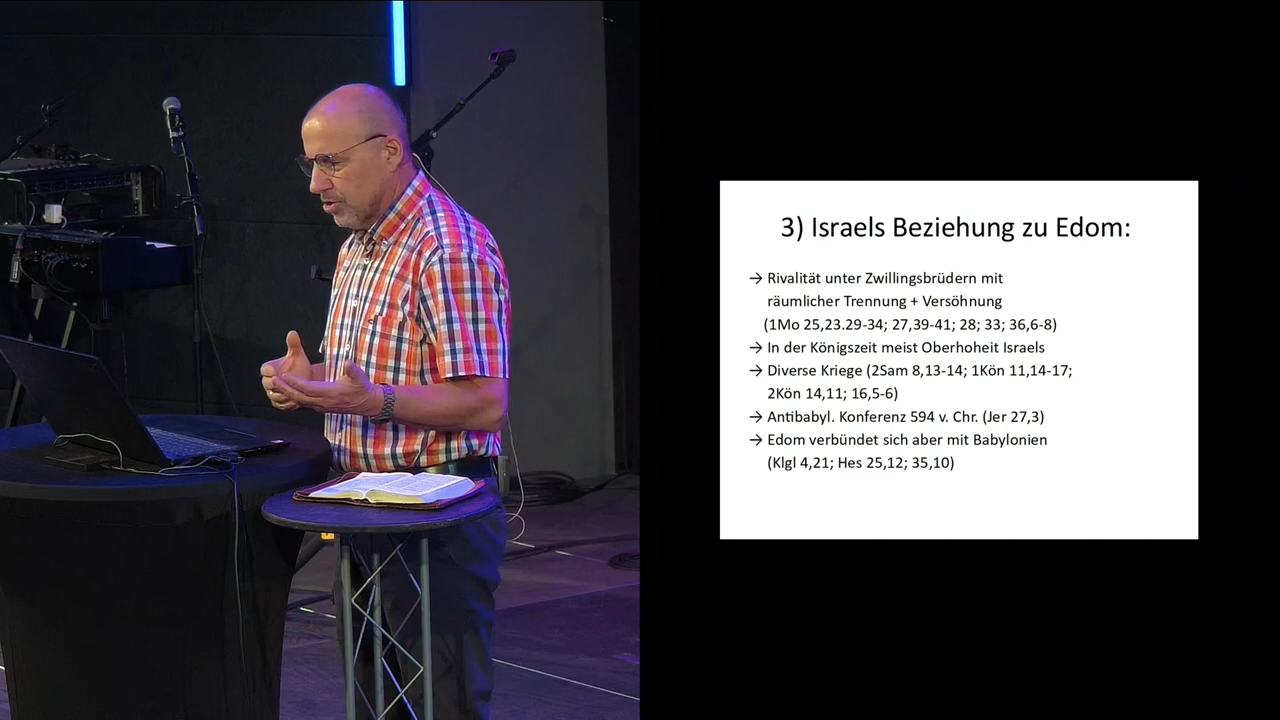 3) Israels Beziehung zu Edom:
→ Rivalität unter Zwillingsbrüdern mit
räumlicher Trennung + Versöhnung
(1Mo 25,23.29-34; 27,39-41; 28; 33; 36,6-8)
→ In der Königszeit meist Oberhoheit Israels
→ Diverse Kriege (2Sam 8,13-14; 1Kön 11,14-17;
2Kön 14,11; 16,5-6)
→ Antibabyl. Konferenz 594 v. Chr. (Jer 27,3)
→ Edom verbündet sich aber mit Babylonien
(Klgl 4,21; Hes 25,12; 35,10)